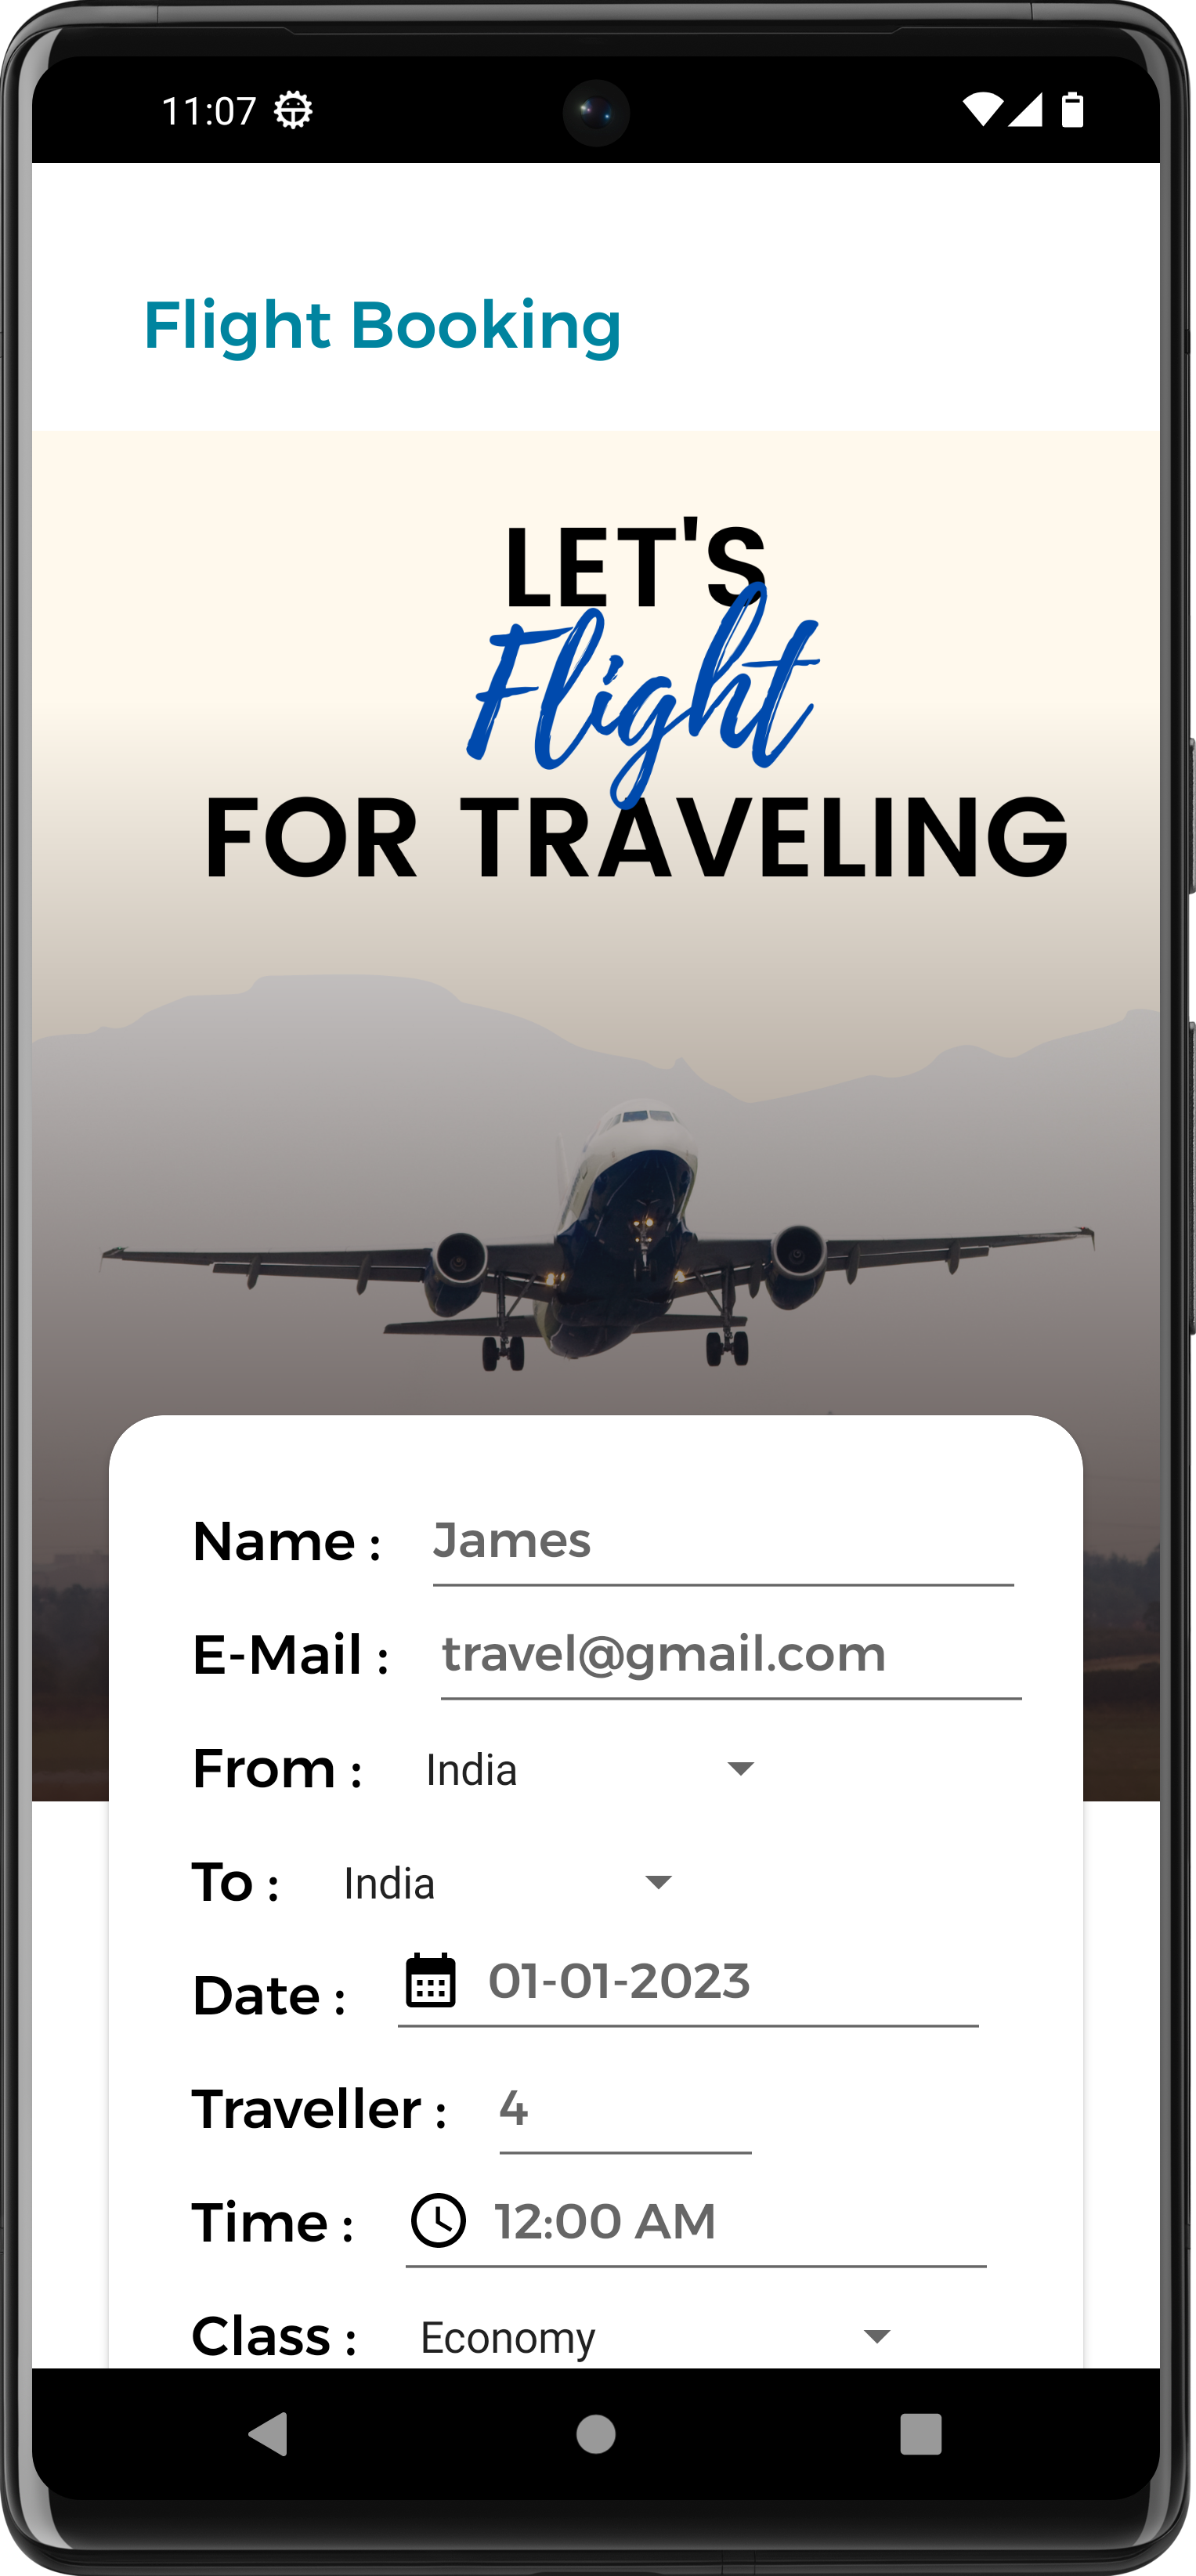 11:07
Flight Booking
LET'S
Flight
FOR TRAVELING
Name : James
E-Mail : travel@gmail.com
From : India
To : India
Date : 01-01-2023
Traveller : 4
Time : 12:00 AM
Class : Economy